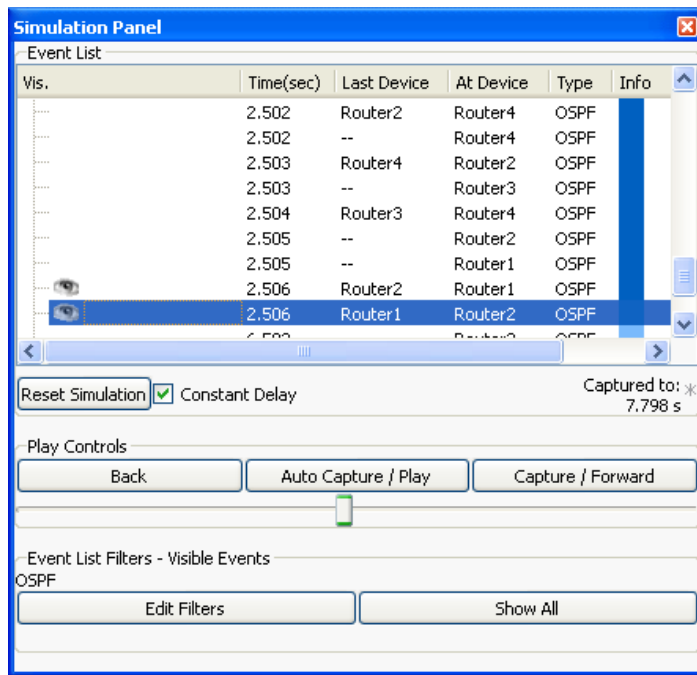 Simulation Panel
Event List
Vis. Time(sec) Last Device At Device Type Info
2.502 Router2 Router4 OSPF
2.502 -- Router4 OSPF
2.503 Router4 Router2 OSPF
2.503 -- Router3 OSPF
2.504 Router3 Router4 OSPF
2.505 -- Router2 OSPF
2.505 -- Router1 OSPF
2.506 Router2 Router1 OSPF
2.506 Router1 Router2 OSPF
Reset Simulation Constant Delay Captured to: *
7.798 s
Play Controls
Back Auto Capture / Play Capture / Forward
Event List Filters - Visible Events
OSPF
Edit Filters Show All